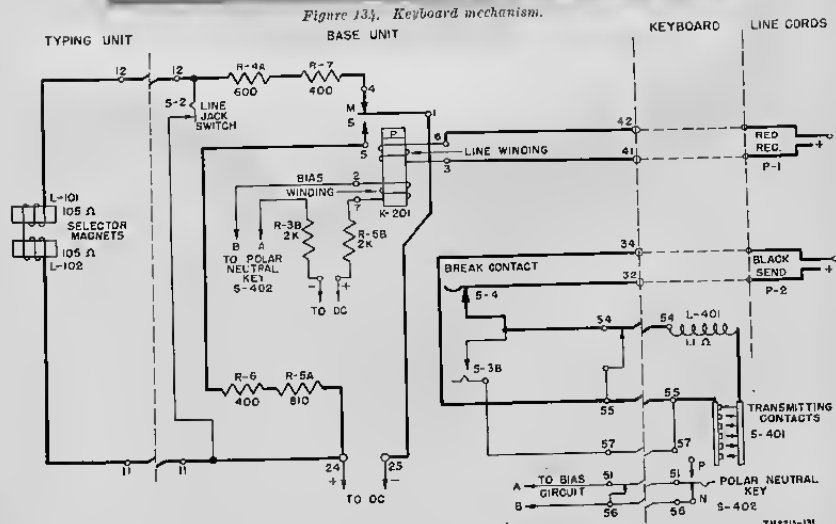 Figure 134. Keyboard mechanism.
TYPING UNIT
BASE UNIT
KEYBOARD
LINE CORDS
12
12
R-4A
600
R-7
400
4
S-2
LINE
JACK
SWITCH
M
S
1
5
P
6
42
RED
REC.
+
P-1
LINE WINDING
3
41
BIAS
2
WINDING
7
K-201
L-101
105 Ω
SELECTOR
MAGNETS
105 Ω
L-102
R-3B
2K
R-5B
2K
B
A
TO POLAR
NEUTRAL
KEY
S-402
-
+
TO DC
34
BLACK
SEND
+
P-2
BREAK CONTACT
32
S-4
54
54
L-401
1.1 Ω
S-3B
R-6
400
R-5A
810
55
55
TRANSMITTING
CONTACTS
S-401
57
57
11
11
24
25
+
-
TO DC
P
A
TO BIAS
CIRCUIT
51
51
POLAR NEUTRAL
KEY
S-402
B
56
56
N